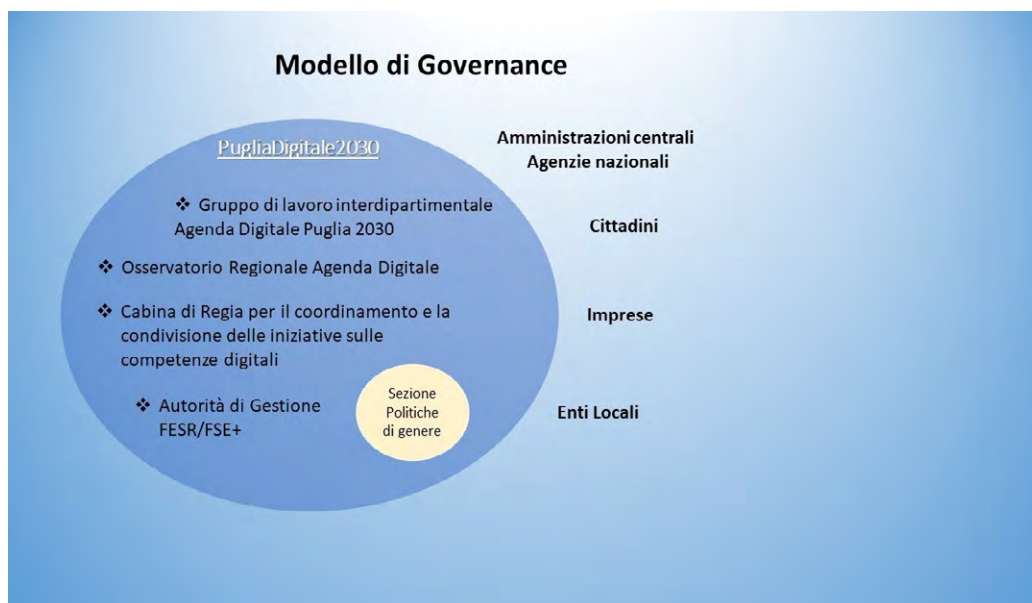 Modello di Governance
PugliaDigitale2030
❖ Gruppo di lavoro interdipartimentale
Agenda Digitale Puglia 2030
❖ Osservatorio Regionale Agenda Digitale
❖ Cabina di Regia per il coordinamento e la
condivisione delle iniziative sulle
competenze digitali
❖ Autorità di Gestione
FESR/FSE+
Sezione
Politiche
di genere
Amministrazioni centrali
Agenzie nazionali
Cittadini
Imprese
Enti Locali